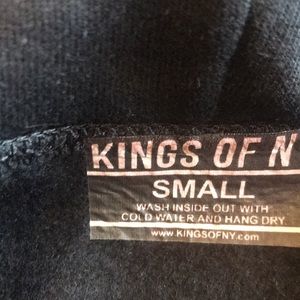 KINGS OF N
SMALL
WASH INSIDE OUT WITH
COLD WATER AND HANG DRY
www.KINGSOFNY.com